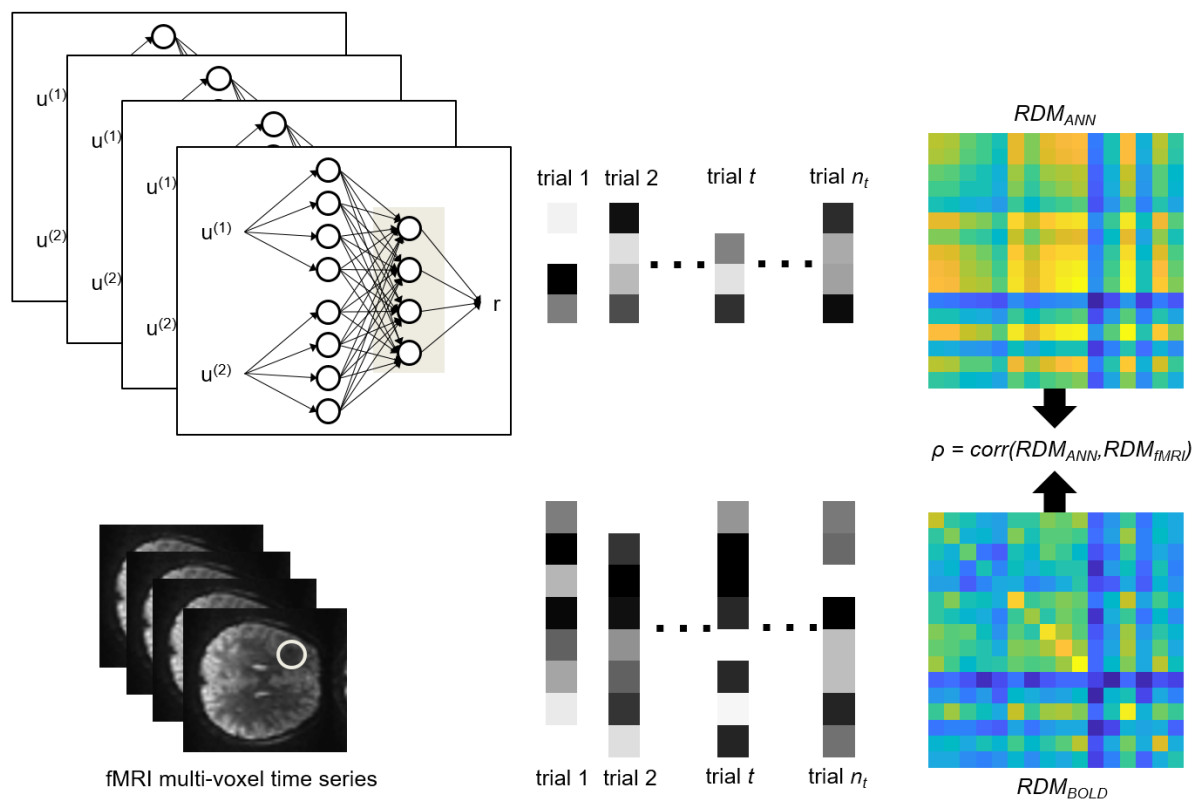 u(1)
u(1)
u(1)
u(1)
u(2)
u(2)
u(2)
u(2)
r
trial 1 trial 2 trial t trial nt
RDMANN
ρ = corr(RDMANN,RDMfMRI)
fMRI multi-voxel time series
trial 1 trial 2 trial t trial nt
RDMBOLD